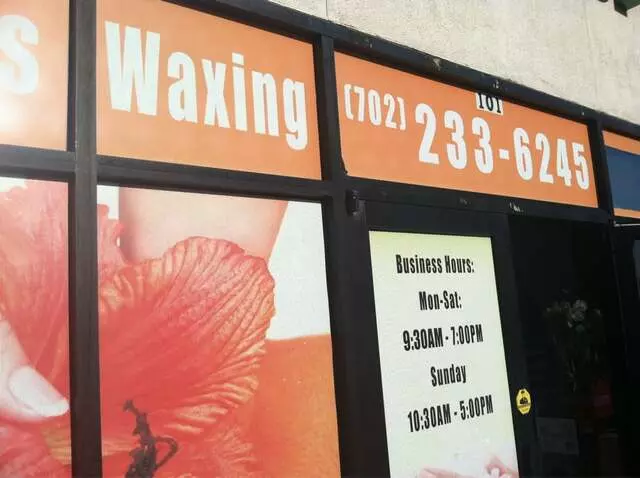 s Waxing
(702) 233-6245
101
Business Hours:
Mon-Sat:
9:30AM - 7:00PM
Sunday
10:30AM - 5:00PM